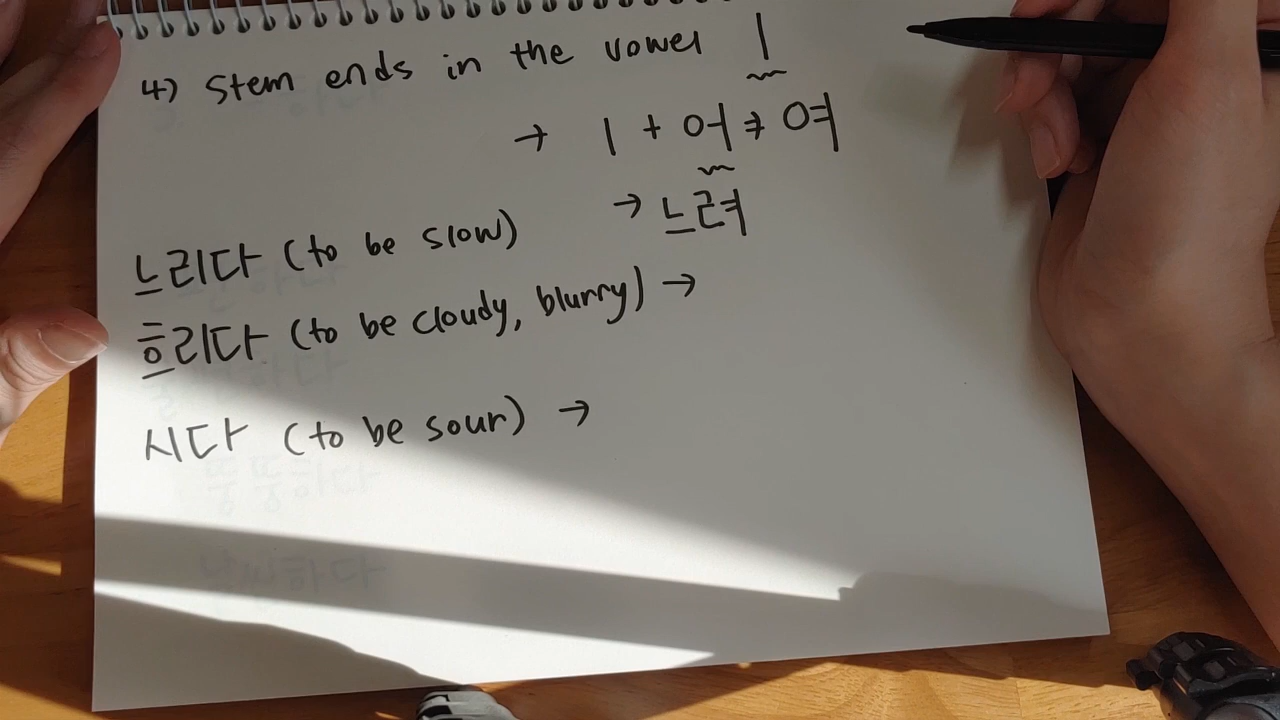 4) Stem ends in the vowel ㅣ
→ ㅣ + 어 → 여
느리다 (to be slow) → 느려
흐리다 (to be cloudy, blurry) →
시다 (to be sour) →